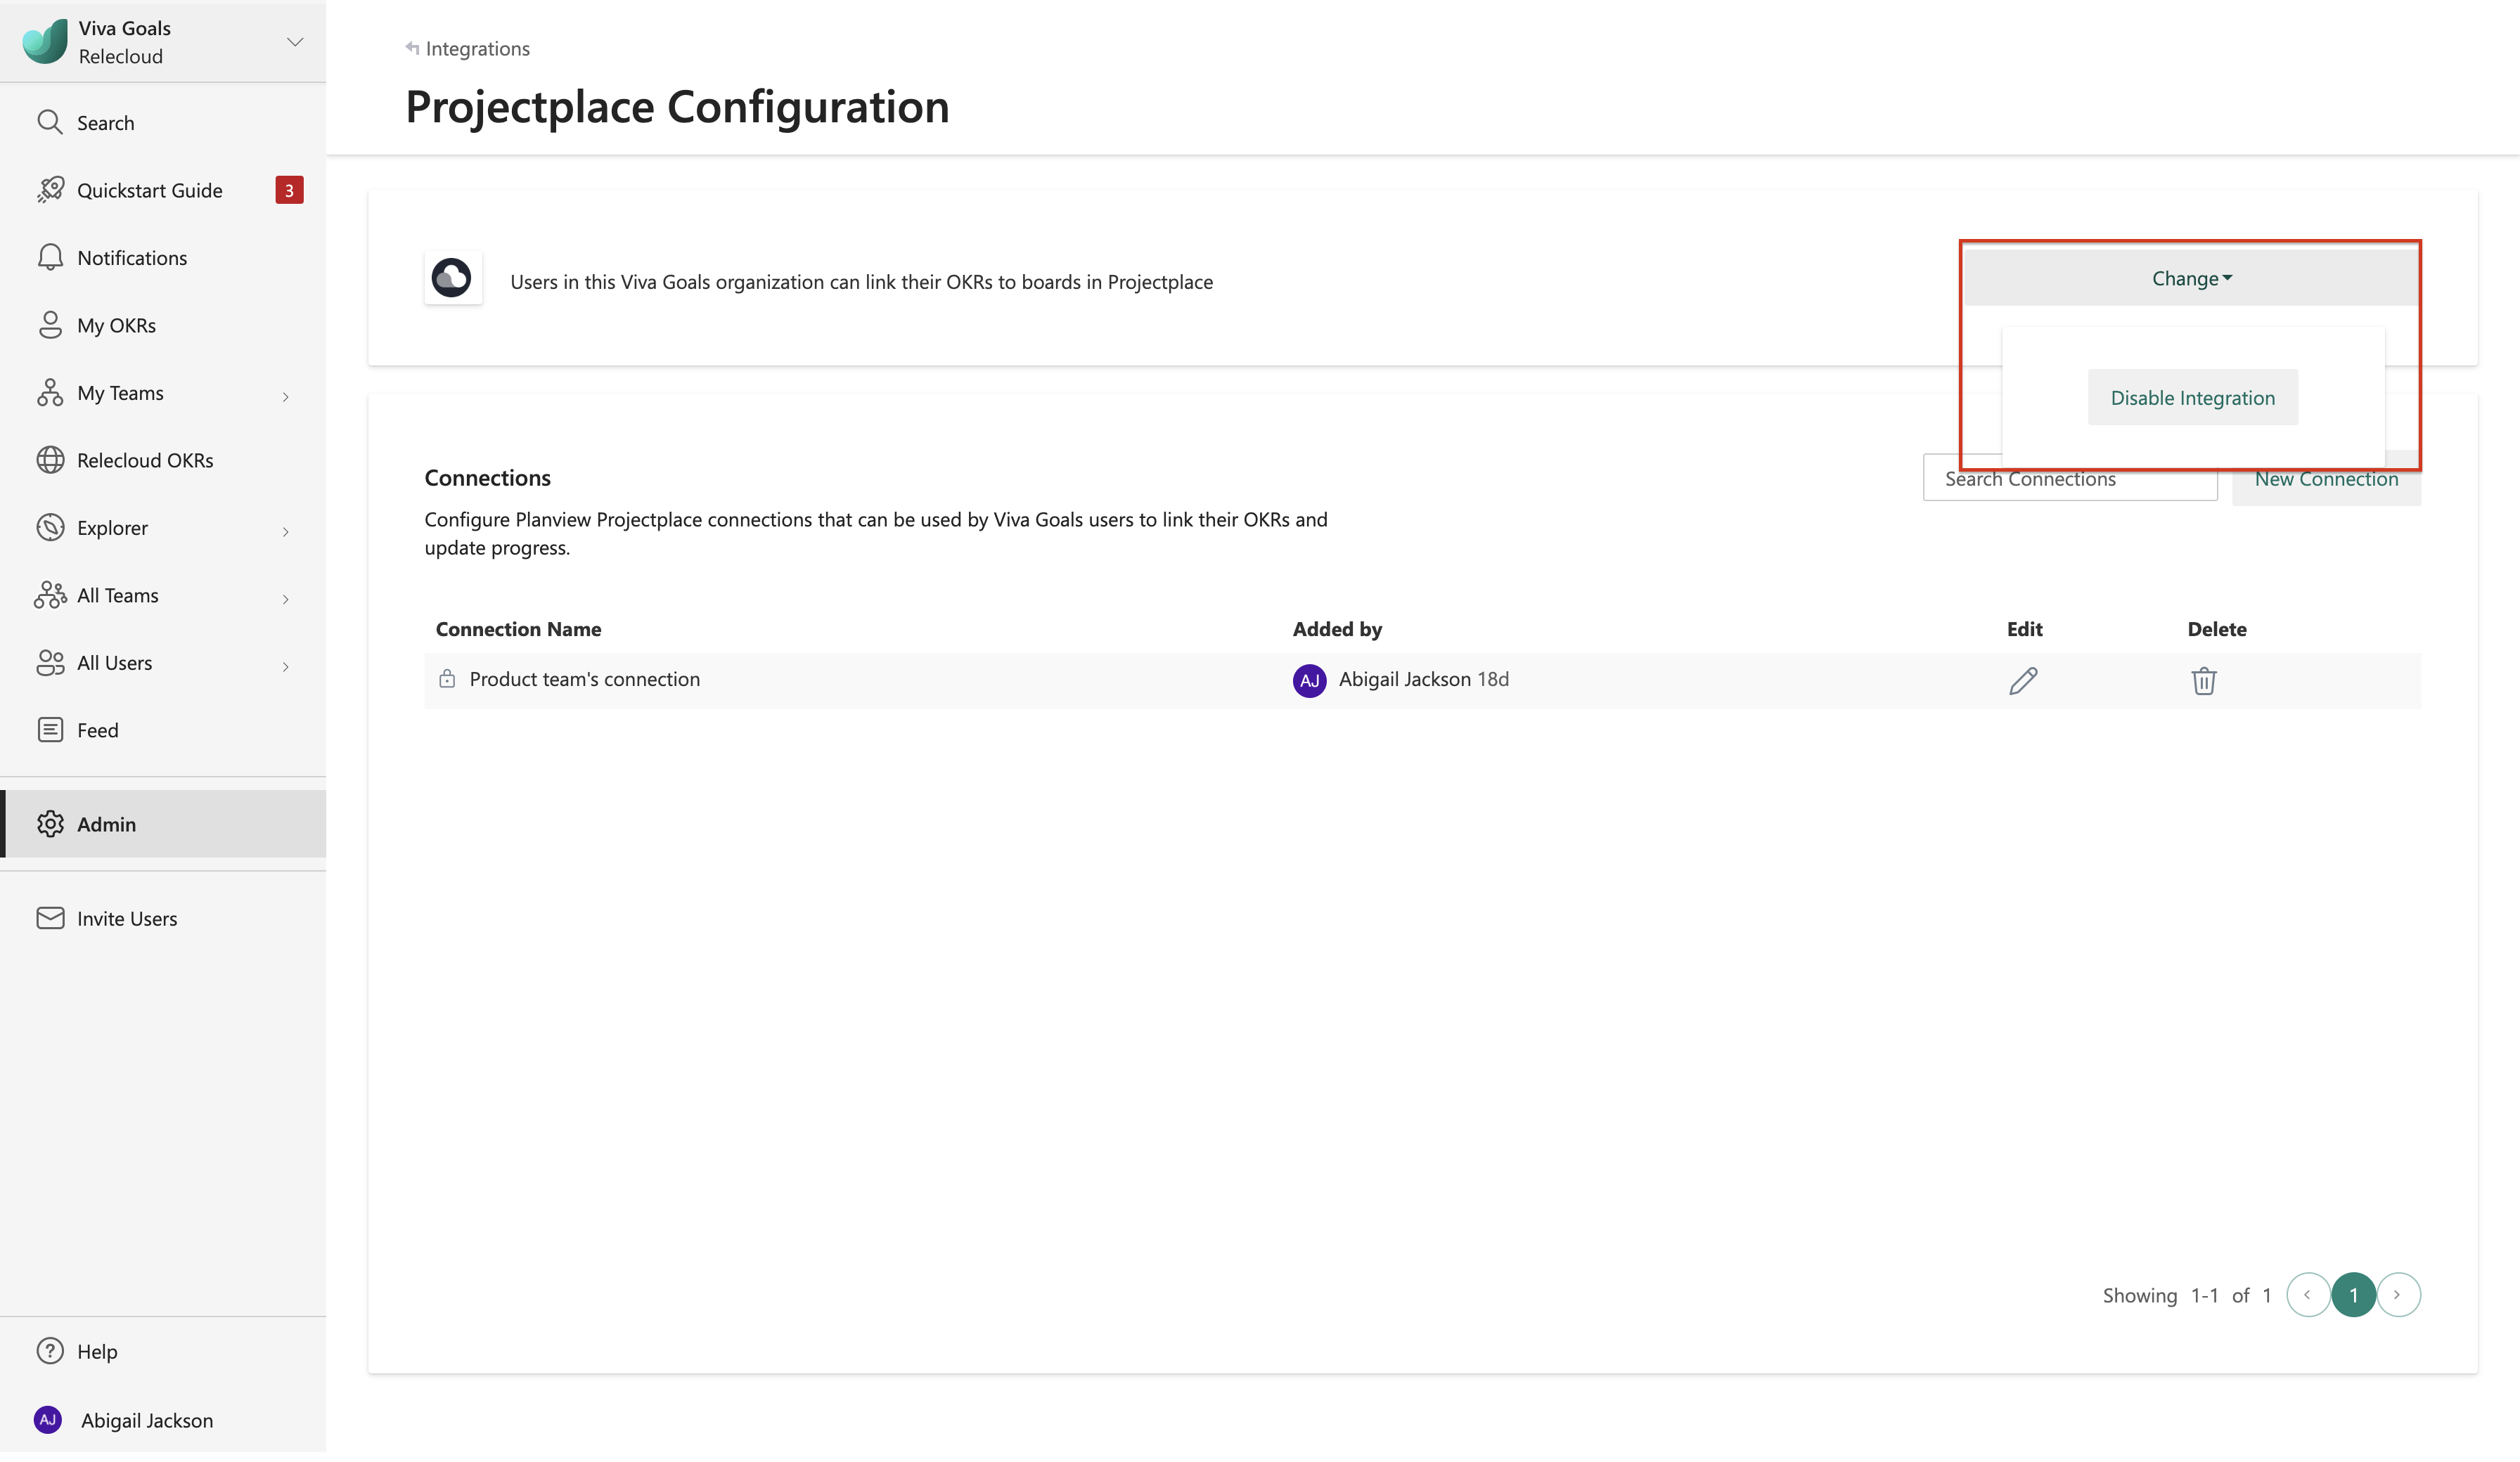 Viva Goals
Relecloud
Search
Quickstart Guide 3
Notifications
My OKRs
My Teams
Relecloud OKRs
Explorer
All Teams
All Users
Feed
Admin
Invite Users
Help
AJ Abigail Jackson
Integrations
Projectplace Configuration
Users in this Viva Goals organization can link their OKRs to boards in Projectplace
Change
Disable Integration
Connections
Search Connections
New Connection
Configure Planview Projectplace connections that can be used by Viva Goals users to link their OKRs and
update progress.
Connection Name Added by Edit Delete
Product team's connection AJ Abigail Jackson 18d
Showing 1-1 of 1 1